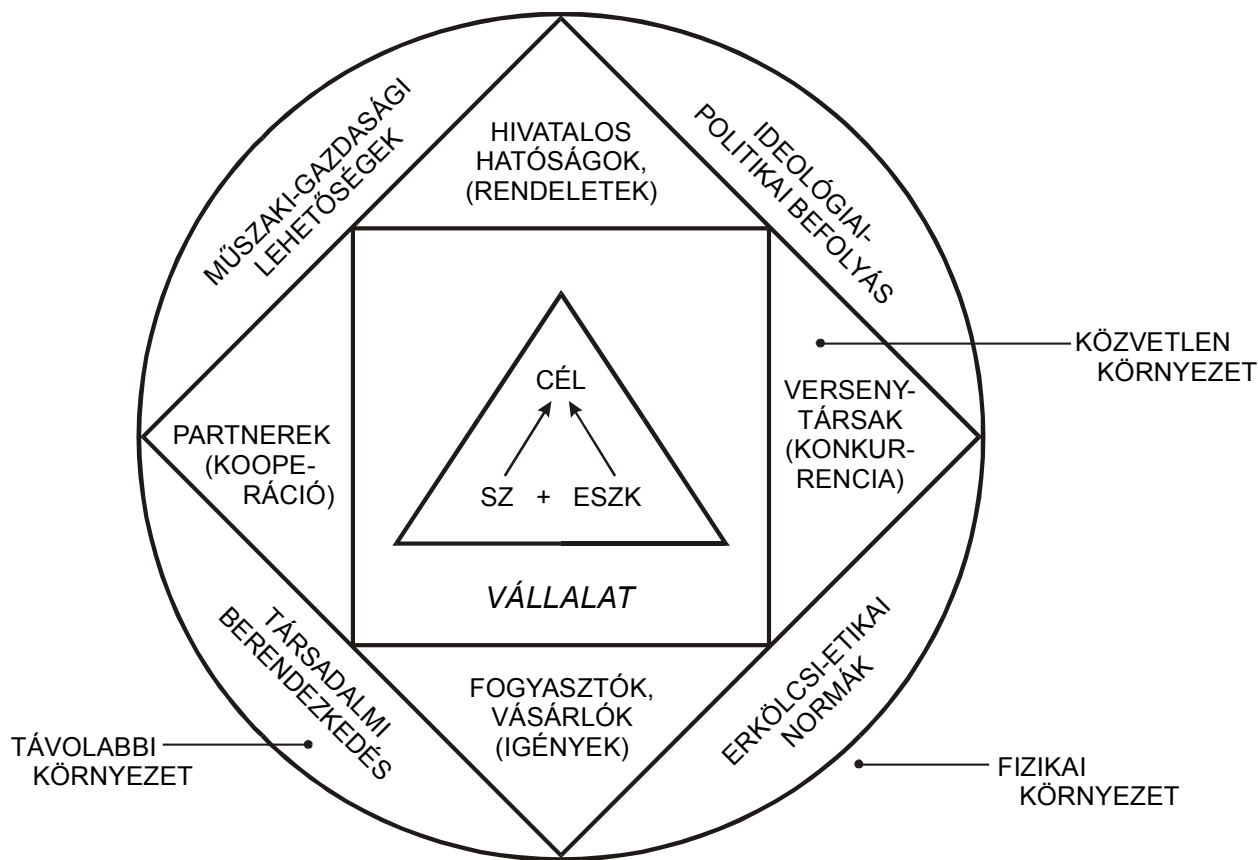 MŰSZAKI-GAZDASÁGI
LEHETŐSÉGEK
HIVATALOS
HATÓSÁGOK,
(RENDELETEK)
IDEOLÓGIAI-
POLITIKAI BEFOLYÁS
KÖZVETLEN
KÖRNYEZET
PARTNEREK
(KOOPE-
RÁCIÓ)
CÉL
SZ + ESZK
VÁLLALAT
VERSENY-
TÁRSAK
(KONKUR-
RENCIA)
TÁRSADALMI
BERENDEZKEDÉS
FOGYASZTÓK,
VÁSÁRLÓK
(IGÉNYEK)
ERKÖLCSI-ETIKAI
NORMÁK
TÁVOLABBI
KÖRNYEZET
FIZIKAI
KÖRNYEZET